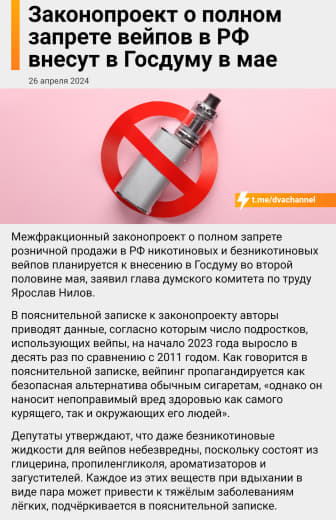 Законопроект о полном
запрете вейпов в РФ
внесут в Госдуму в мае
26 апреля 2024
t.me/dvachannel
Межфракционный законопроект о полном запрете
розничной продажи в РФ никотиновых и безникотиновых
вейпов планируется к внесению в Госдуму во второй
половине мая, заявил глава думского комитета по труду
Ярослав Нилов.
В пояснительной записке к законопроекту авторы
приводят данные, согласно которым число подростков,
использующих вейпы, на начало 2023 года выросло в
десять раз по сравнению с 2011 годом. Как говорится в
пояснительной записке, вейпинг пропагандируется как
безопасная альтернатива обычным сигаретам, «однако он
наносит непоправимый вред здоровью как самого
курящего, так и окружающих его людей».
Депутаты утверждают, что даже безникотиновые
жидкости для вейпов небезвредны, поскольку состоят из
глицерина, пропиленгликоля, ароматизаторов и
загустителей. Каждое из этих веществ при вдыхании в
виде пара может привести к тяжёлым заболеваниям
лёгких, подчёркивается в пояснительной записке.